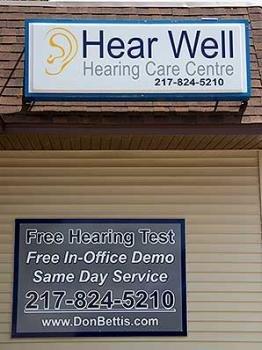 Hear Well
Hearing Care Centre
217-824-5210
Free Hearing Test
Free In-Office Demo
Same Day Service
217-824-5210
www.DonBettis.com